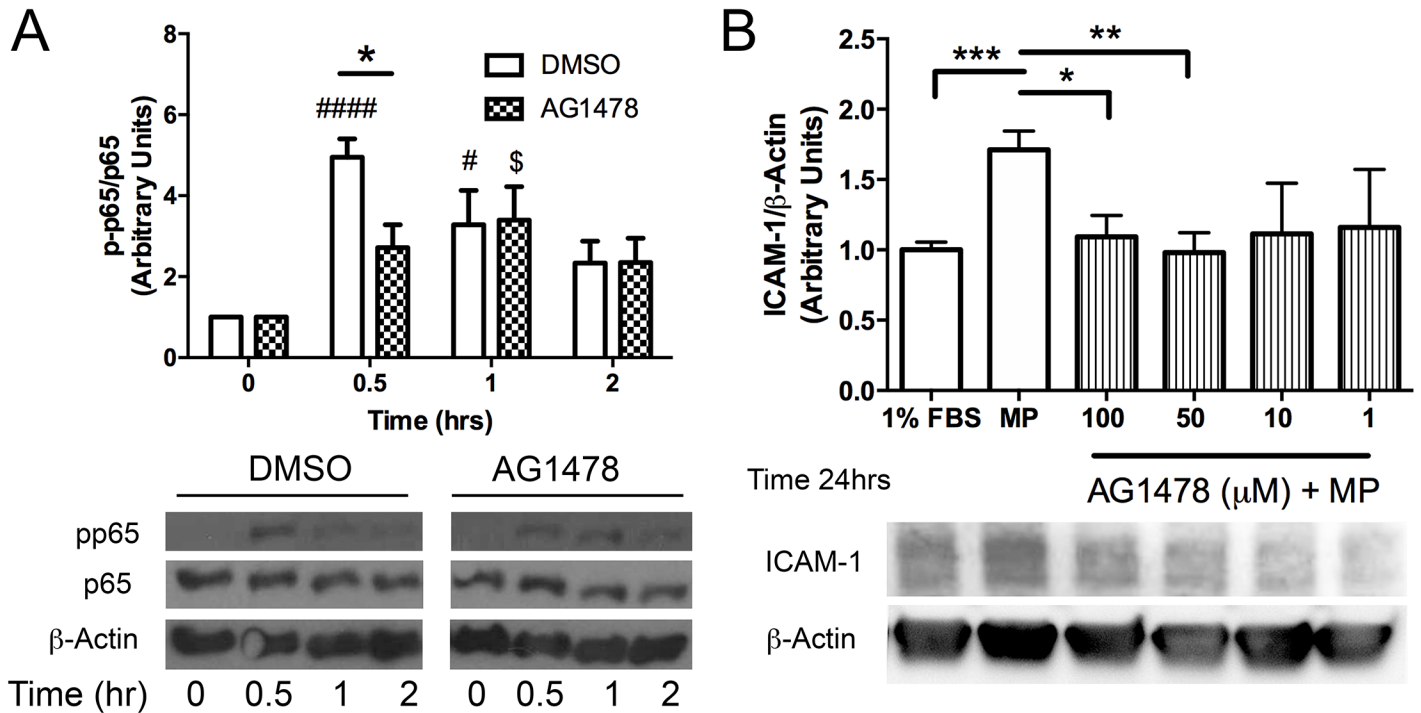 A
p-p65/p65
(Arbitrary Units)
8
6
4
2
0
*
####
#
$
DMSO
AG1478
0 0.5 1 2
Time (hrs)
DMSO AG1478
pp65
p65
β-Actin
Time (hr) 0 0.5 1 2 0 0.5 1 2
B
ICAM-1/β-Actin
(Arbitrary Units)
2.5
2.0
1.5
1.0
0.5
0.0
***
**
*
1% FBS MP 100 50 10 1
Time 24hrs
AG1478 (μM) + MP
ICAM-1
β-Actin